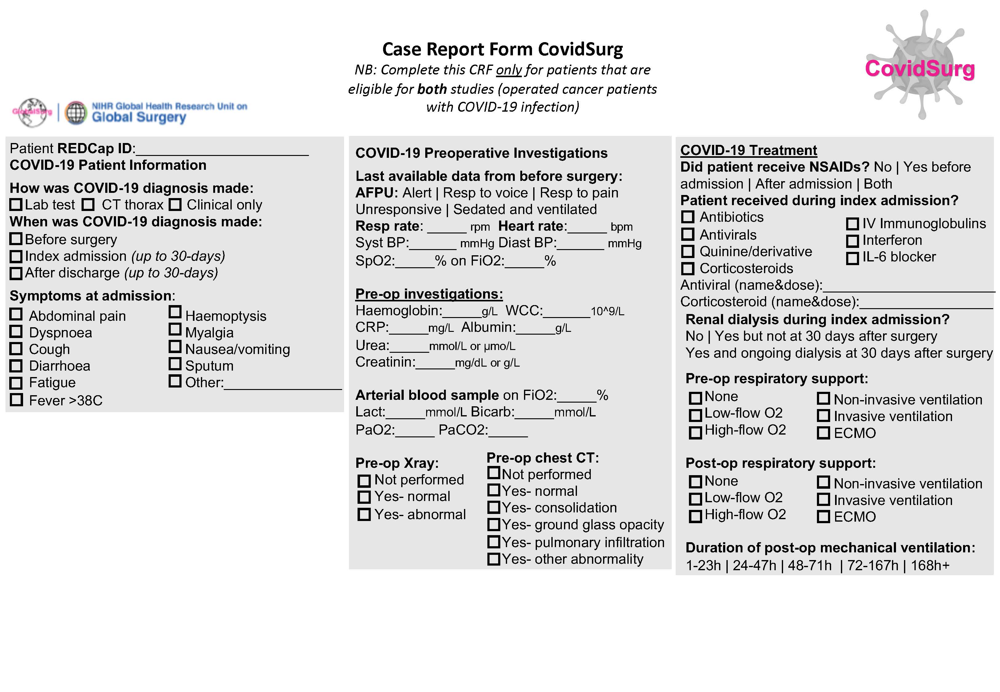 Case Report Form CovidSurg
NB: Complete this CRF only for patients that are
eligible for both studies (operated cancer patients
with COVID-19 infection)
CovidSurg
GlobalSurg
NIHR Global Health Research Unit on
Global Surgery
Patient REDCap ID:______________________
COVID-19 Patient Information
How was COVID-19 diagnosis made:
Lab test CT thorax Clinical only
When was COVID-19 diagnosis made:
Before surgery
Index admission (up to 30-days)
After discharge (up to 30-days)
Symptoms at admission:
Abdominal pain
Dyspnoea
Cough
Diarrhoea
Fatigue
Fever >38C
Haemoptysis
Myalgia
Nausea/vomiting
Sputum
Other:_______________
COVID-19 Preoperative Investigations
Last available data from before surgery:
AFPU: Alert | Resp to voice | Resp to pain
Unresponsive | Sedated and ventilated
Resp rate: _____ rpm Heart rate:_____ bpm
Syst BP:______ mmHg Diast BP:______ mmHg
SpO2:_____% on FiO2:_____%
Pre-op investigations:
Haemoglobin:_____g/L WCC:______10^9/L
CRP:_____mg/L Albumin:_____g/L
Urea:_____mmol/L or µmo/L
Creatinin:_____mg/dL or g/L
Arterial blood sample on FiO2:_____%
Lact:_____mmol/L Bicarb:_____mmol/L
PaO2:_____ PaCO2:_____
Pre-op Xray:
Not performed
Yes- normal
Yes- abnormal
Pre-op chest CT:
Not performed
Yes- normal
Yes- consolidation
Yes- ground glass opacity
Yes- pulmonary infiltration
Yes- other abnormality
COVID-19 Treatment
Did patient receive NSAIDs? No | Yes before
admission | After admission | Both
Patient received during index admission?
Antibiotics
Antivirals
Quinine/derivative
Corticosteroids
IV Immunoglobulins
Interferon
IL-6 blocker
Antiviral (name&dose):______________________
Corticosteroid (name&dose):_________________
Renal dialysis during index admission?
No | Yes but not at 30 days after surgery
Yes and ongoing dialysis at 30 days after surgery
Pre-op respiratory support:
None
Low-flow O2
High-flow O2
Non-invasive ventilation
Invasive ventilation
ECMO
Post-op respiratory support:
None
Low-flow O2
High-flow O2
Non-invasive ventilation
Invasive ventilation
ECMO
Duration of post-op mechanical ventilation:
1-23h | 24-47h | 48-71h | 72-167h | 168h+